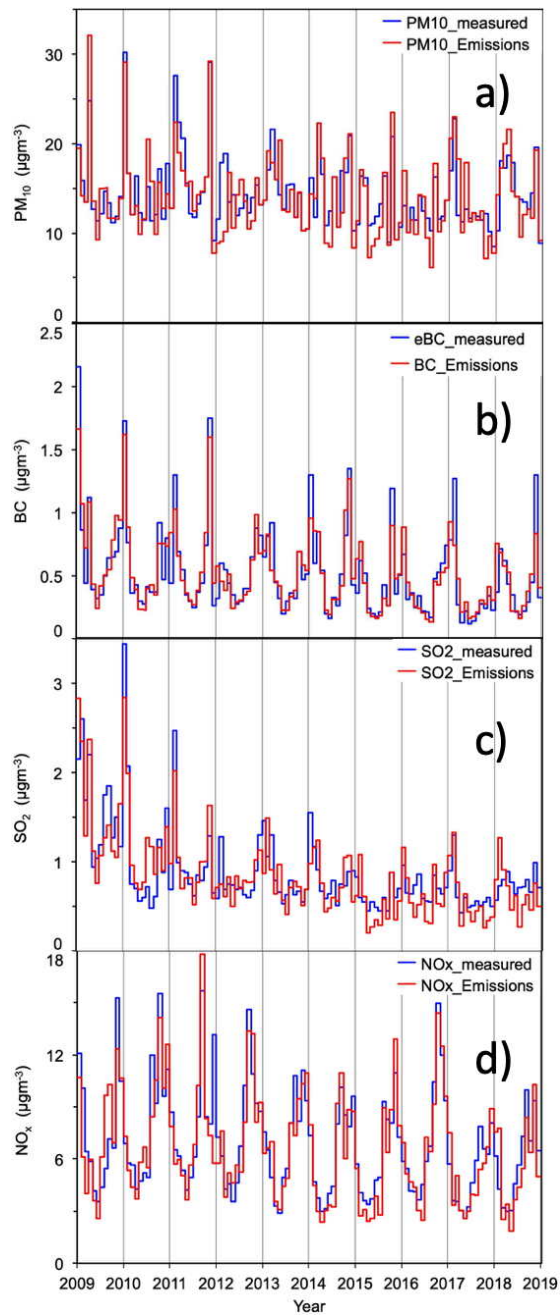 PM10_measured
PM10_Emissions
a)
30
20
10
0
PM₁₀ (µgm⁻³)
eBC_measured
BC_Emissions
b)
2.5
2
1.5
1
0.5
0
BC (µgm⁻³)
SO2_measured
SO2_Emissions
c)
3
2
1
0
SO₂ (µgm⁻³)
NOx_measured
NOx_Emissions
d)
18
12
6
0
NOₓ (µgm⁻³)
2009 2010 2011 2012 2013 2014 2015 2016 2017 2018 2019
Year